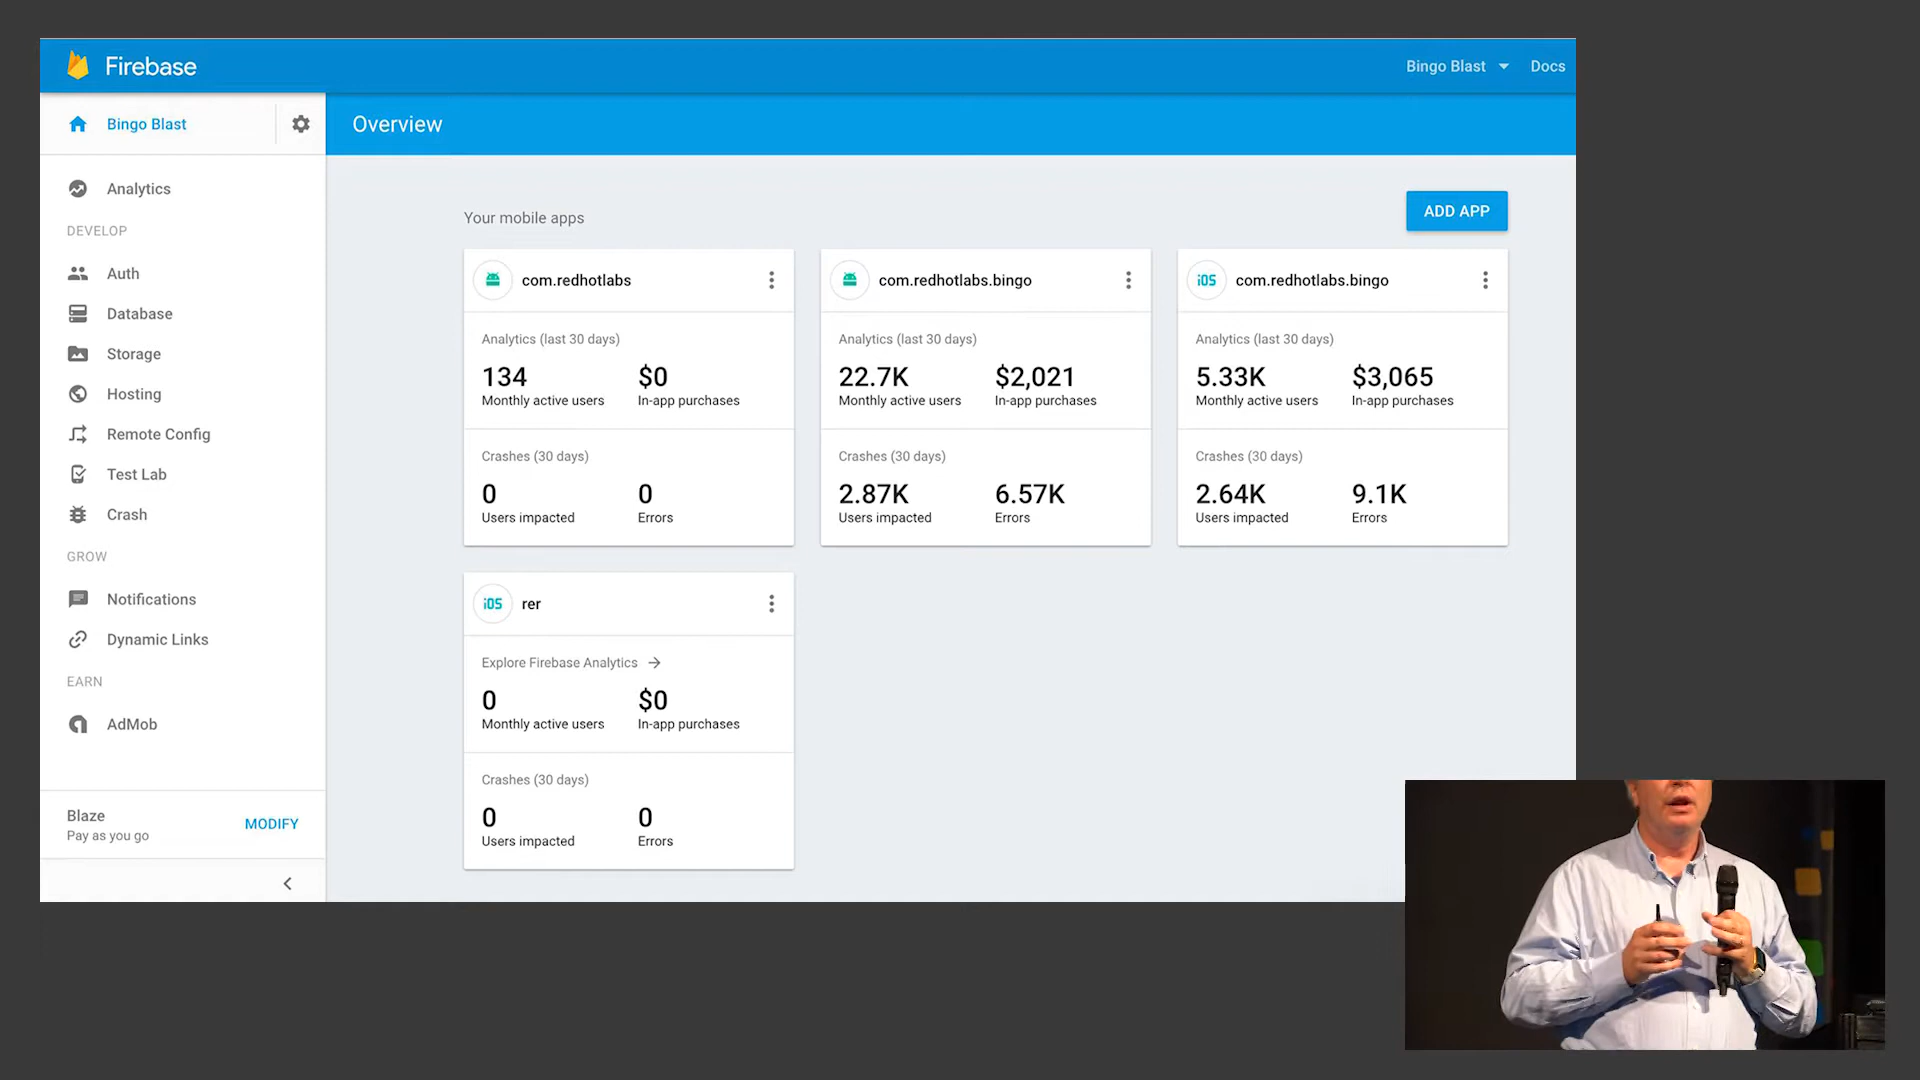 Firebase
Bingo Blast
Docs
Bingo Blast
Overview
Analytics
DEVELOP
Auth
Database
Storage
Hosting
Remote Config
Test Lab
Crash
GROW
Notifications
Dynamic Links
EARN
AdMob
Blaze
Pay as you go
MODIFY
Your mobile apps
ADD APP
com.redhotlabs
Analytics (last 30 days)
134 $0
Monthly active users In-app purchases
Crashes (30 days)
0 0
Users impacted Errors
com.redhotlabs.bingo
Analytics (last 30 days)
22.7K $2,021
Monthly active users In-app purchases
Crashes (30 days)
2.87K 6.57K
Users impacted Errors
iOS com.redhotlabs.bingo
Analytics (last 30 days)
5.33K $3,065
Monthly active users In-app purchases
Crashes (30 days)
2.64K 9.1K
Users impacted Errors
iOS rer
Explore Firebase Analytics
0 $0
Monthly active users In-app purchases
Crashes (30 days)
0 0
Users impacted Errors